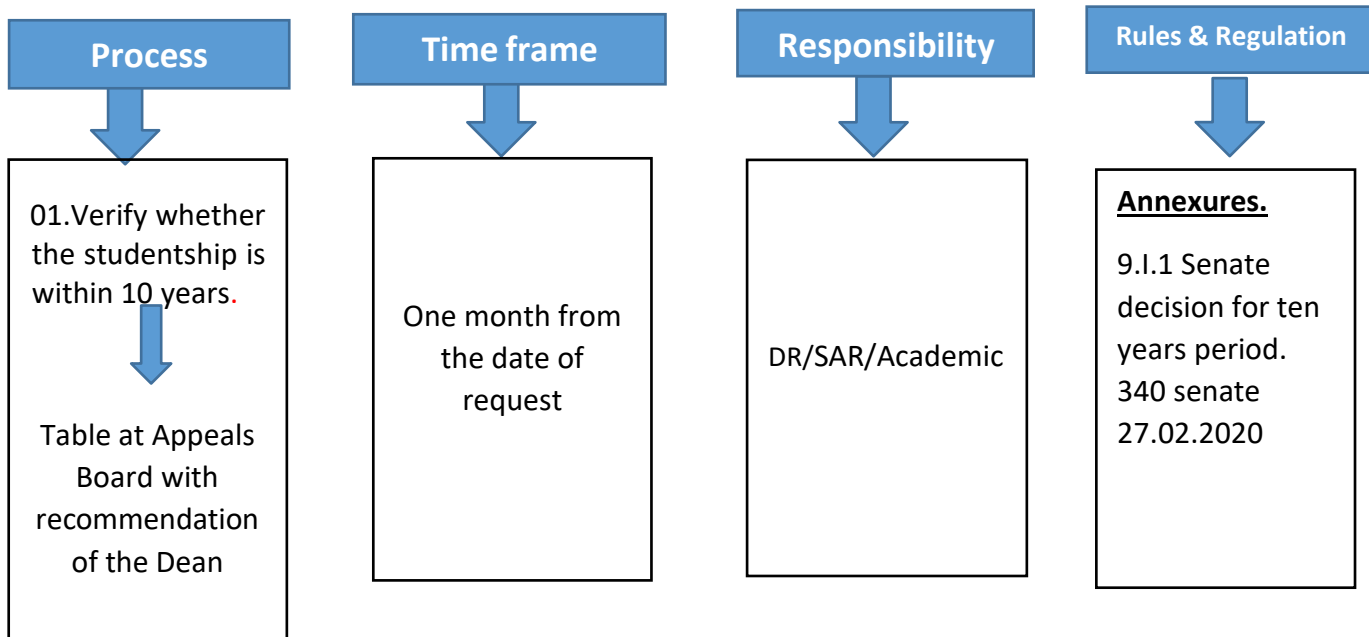 Process
01.Verify whether
the studentship is
within 10 years.
Table at Appeals
Board with
recommendation
of the Dean
Time frame
One month from
the date of
request
Responsibility
DR/SAR/Academic
Rules & Regulation
Annexures.
9.I.1 Senate
decision for ten
years period.
340 senate
27.02.2020